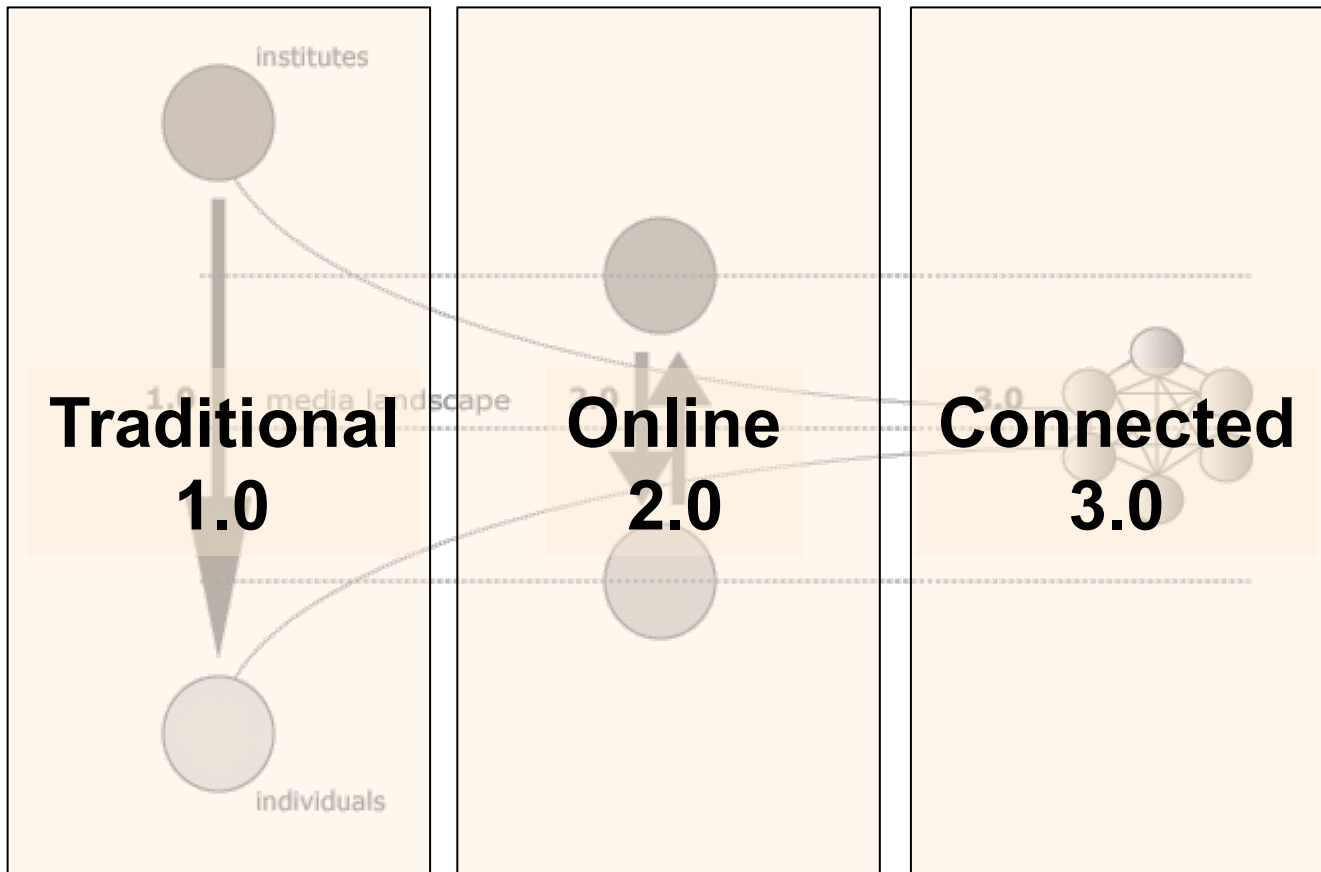 institutes
1.0 media landscape 2.0 3.0
Traditional
1.0
Online
2.0
Connected
3.0
individuals